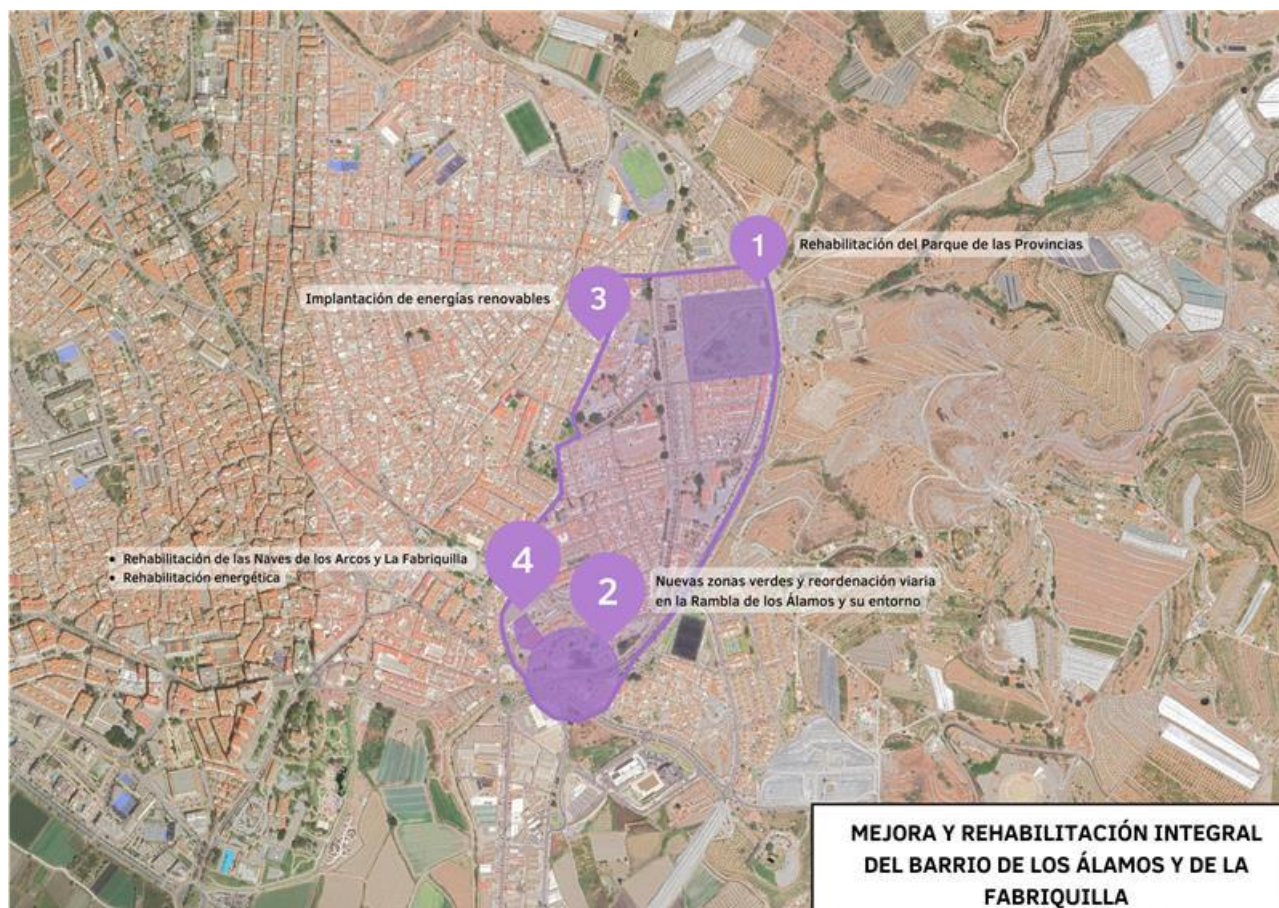 1
Rehabilitación del Parque de las Provincias
3
Implantación de energías renovables
4
• Rehabilitación de las Naves de los Arcos y La Fabriquilla
• Rehabilitación energética
2
Nuevas zonas verdes y reordenación viaria
en la Rambla de los Álamos y su entorno
MEJORA Y REHABILITACIÓN INTEGRAL
DEL BARRIO DE LOS ÁLAMOS Y DE LA
FABRIQUILLA